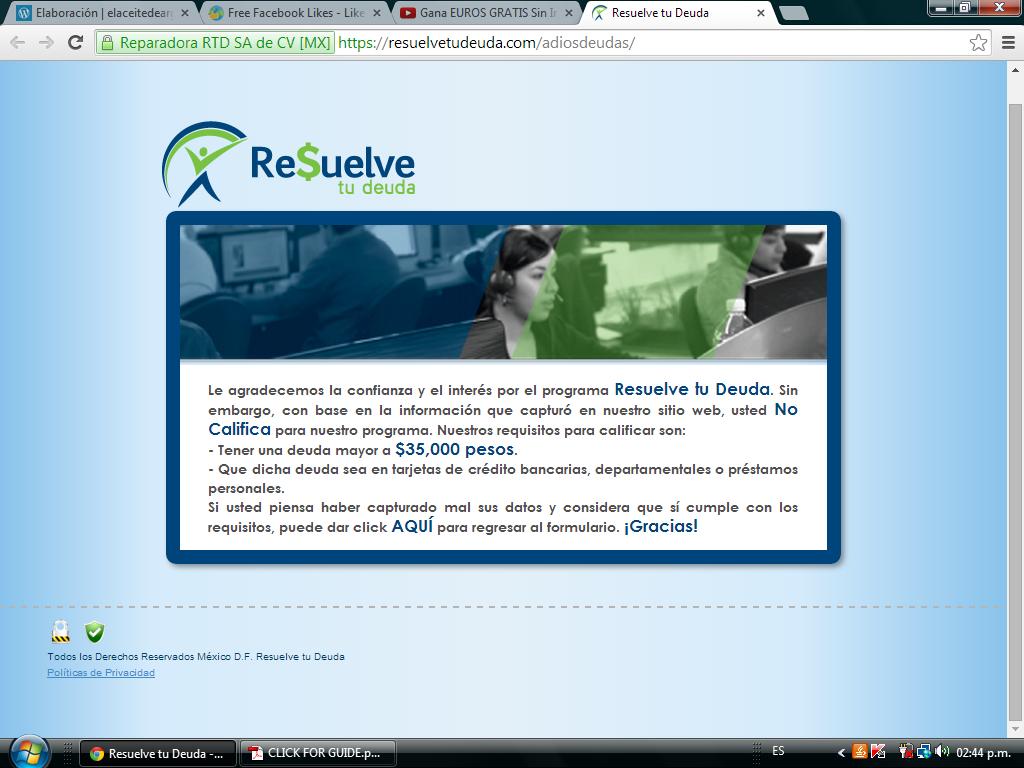 Elaboración | elaceitedearg
Free Facebook Likes - Like
Gana EUROS GRATIS Sin In
Resuelve tu Deuda
Reparadora RTD SA de CV [MX] https://resuelvetudeuda.com/adiosdeudas/
Re$uelve
tu deuda
Le agradecemos la confianza y el interés por el programa Resuelve tu Deuda. Sin
embargo, con base en la información que capturó en nuestro sitio web, usted No
Califica para nuestro programa. Nuestros requisitos para calificar son:
- Tener una deuda mayor a $35,000 pesos.
- Que dicha deuda sea en tarjetas de crédito bancarias, departamentales o préstamos
personales.
Si usted piensa haber capturado mal sus datos y considera que sí cumple con los
requisitos, puede dar click AQUÍ para regresar al formulario. ¡Gracias!
Todos los Derechos Reservados México D.F. Resuelve tu Deuda
Políticas de Privacidad
Resuelve tu Deuda -...
CLICK FOR GUIDE.p...
ES
02:44 p.m.